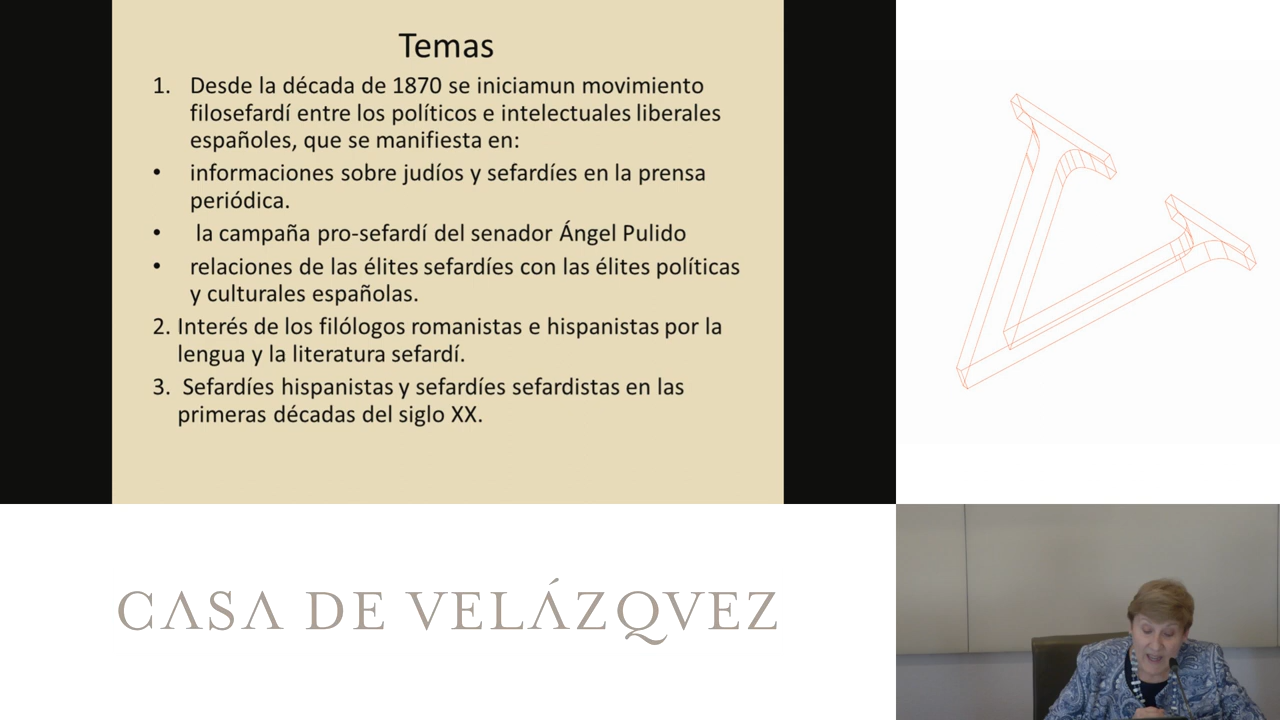 Temas
1. Desde la década de 1870 se iniciamun movimiento
filosefardí entre los políticos e intelectuales liberales
españoles, que se manifiesta en:
• informaciones sobre judíos y sefardíes en la prensa
periódica.
• la campaña pro-sefardí del senador Ángel Pulido
• relaciones de las élites sefardíes con las élites políticas
y culturales españolas.
2. Interés de los filólogos romanistas e hispanistas por la
lengua y la literatura sefardí.
3. Sefardíes hispanistas y sefardíes sefardistas en las
primeras décadas del siglo XX.
CASA DE VELÁZQVEZ